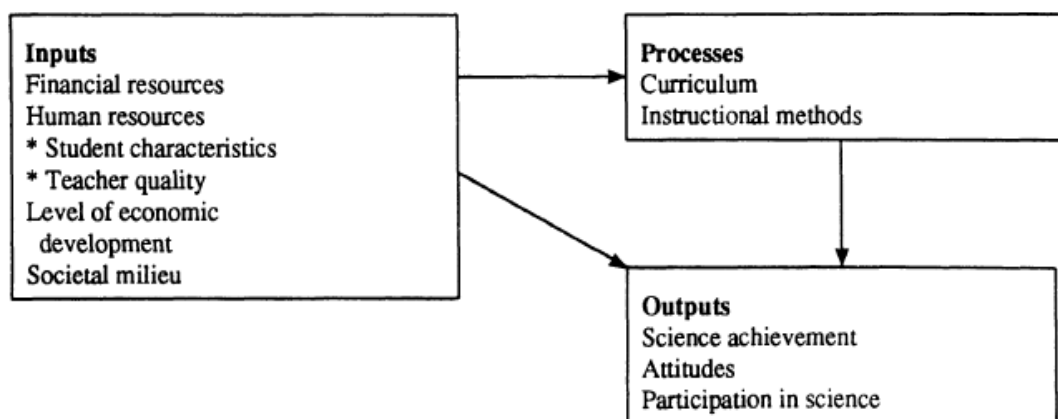 Inputs
Financial resources
Human resources
* Student characteristics
* Teacher quality
Level of economic
development
Societal milieu
Processes
Curriculum
Instructional methods
Outputs
Science achievement
Attitudes
Participation in science